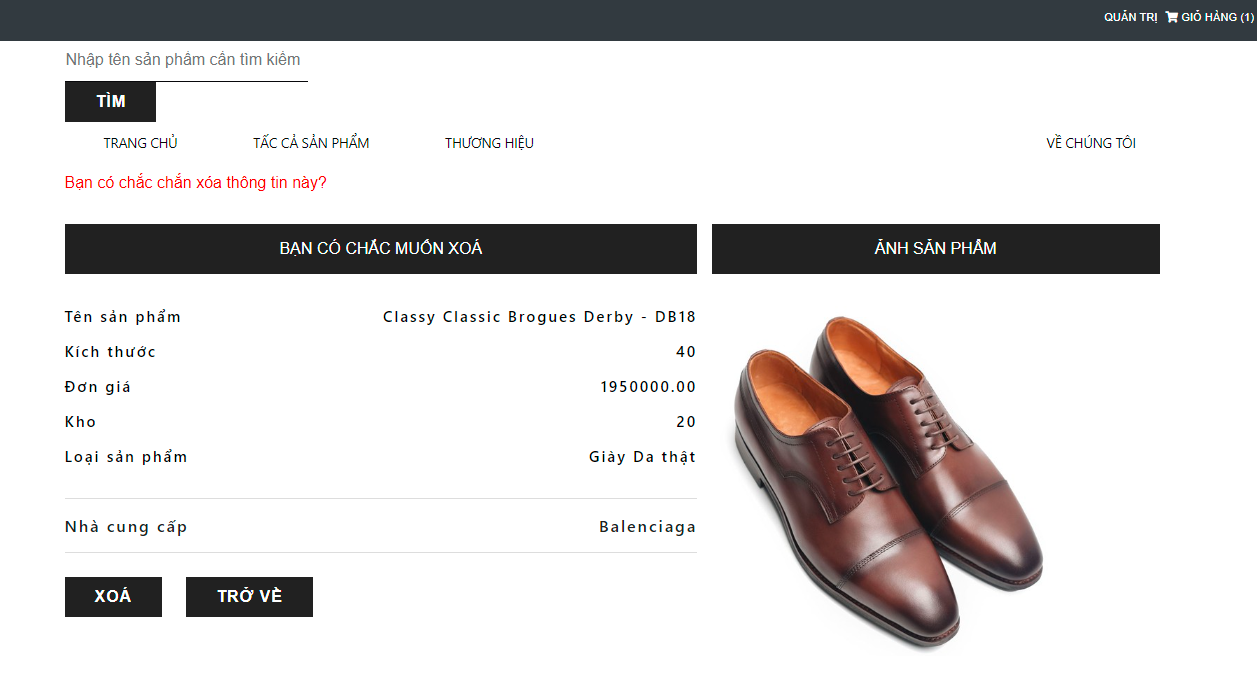 QUẢN TRỊ GIỎ HÀNG (1)
Nhập tên sản phẩm cần tìm kiếm
TÌM
TRANG CHỦ TẤC CẢ SẢN PHẨM THƯƠNG HIỆU VỀ CHÚNG TÔI
Bạn có chắc chắn xóa thông tin này?
BẠN CÓ CHẮC MUỐN XOÁ ẢNH SẢN PHẨM
Tên sản phẩm Classy Classic Brogues Derby - DB18
Kích thước 40
Đơn giá 1950000.00
Kho 20
Loại sản phẩm Giày Da thật
Nhà cung cấp Balenciaga
XOÁ TRỞ VỀ